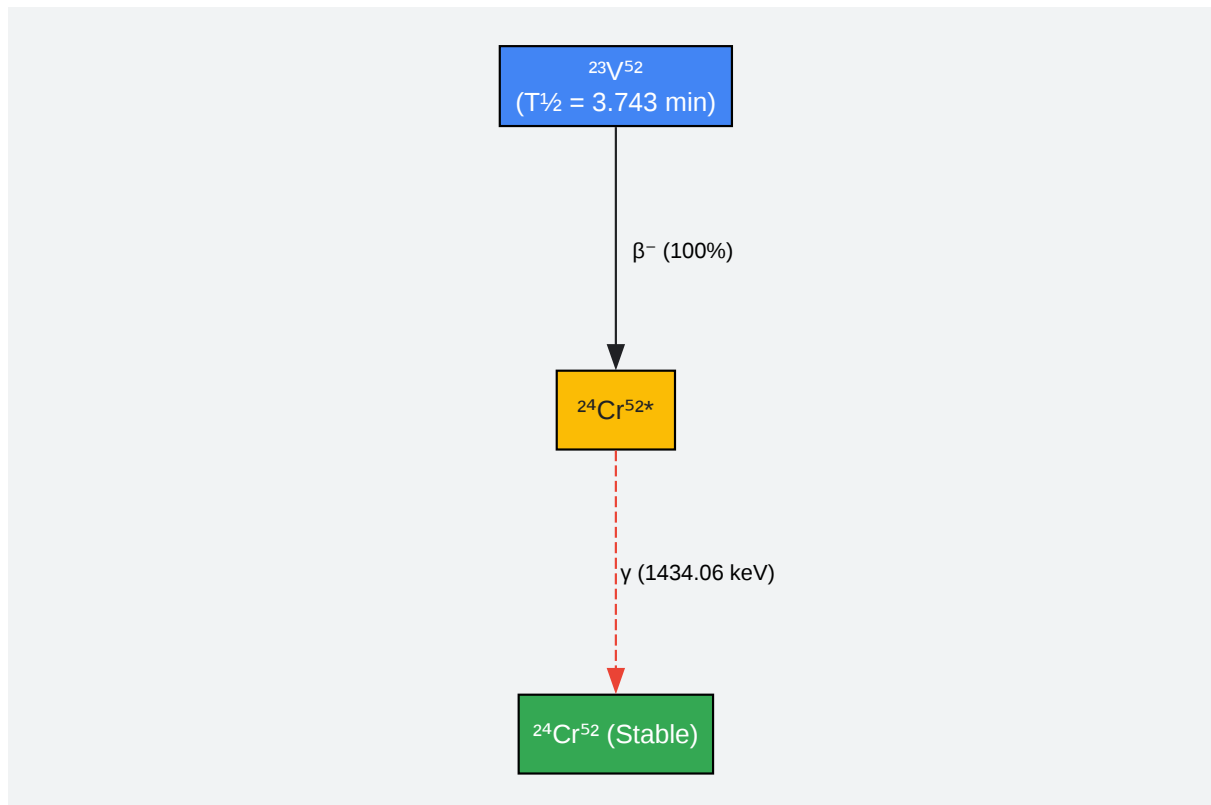 ²³V⁵²
(T½ = 3.743 min)
β⁻ (100%)
²⁴Cr⁵²*
γ (1434.06 keV)
²⁴Cr⁵² (Stable)